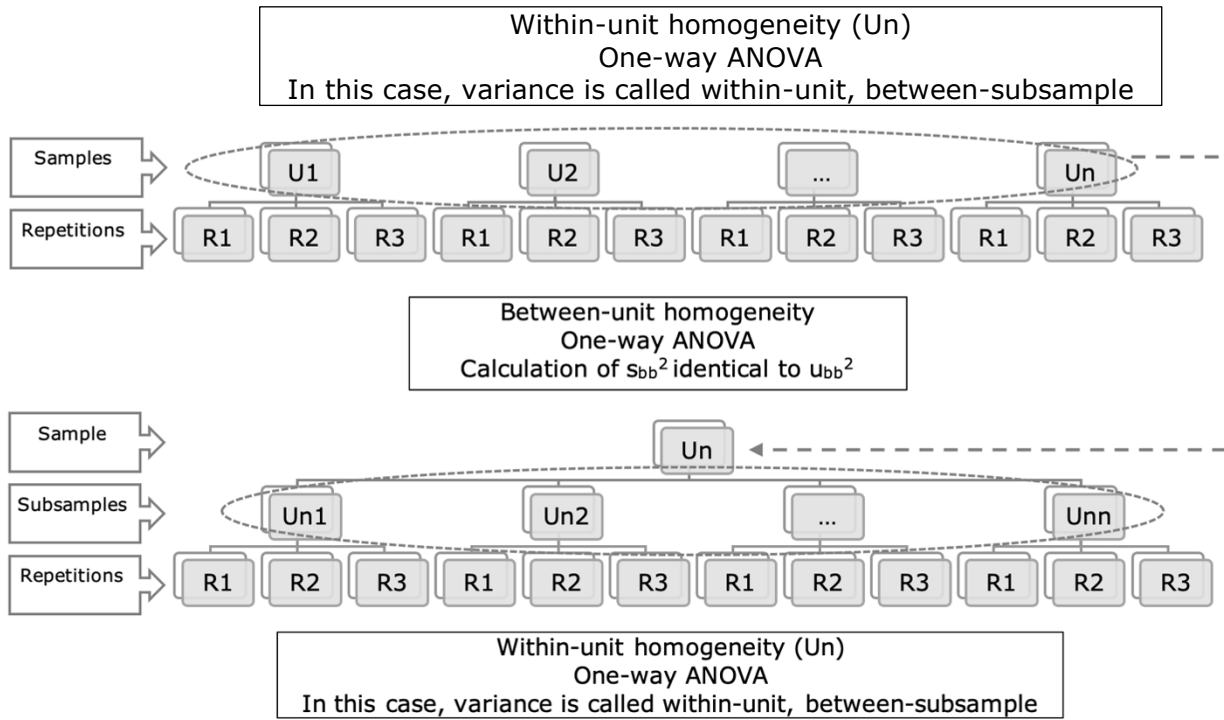 Within-unit homogeneity (Un)
One-way ANOVA
In this case, variance is called within-unit, between-subsample
Samples
U1 U2 ... Un
Repetitions
R1 R2 R3 R1 R2 R3 R1 R2 R3 R1 R2 R3
Between-unit homogeneity
One-way ANOVA
Calculation of sbb² identical to ubb²
Sample
Un
Subsamples
Un1 Un2 ... Unn
Repetitions
R1 R2 R3 R1 R2 R3 R1 R2 R3 R1 R2 R3
Within-unit homogeneity (Un)
One-way ANOVA
In this case, variance is called within-unit, between-subsample